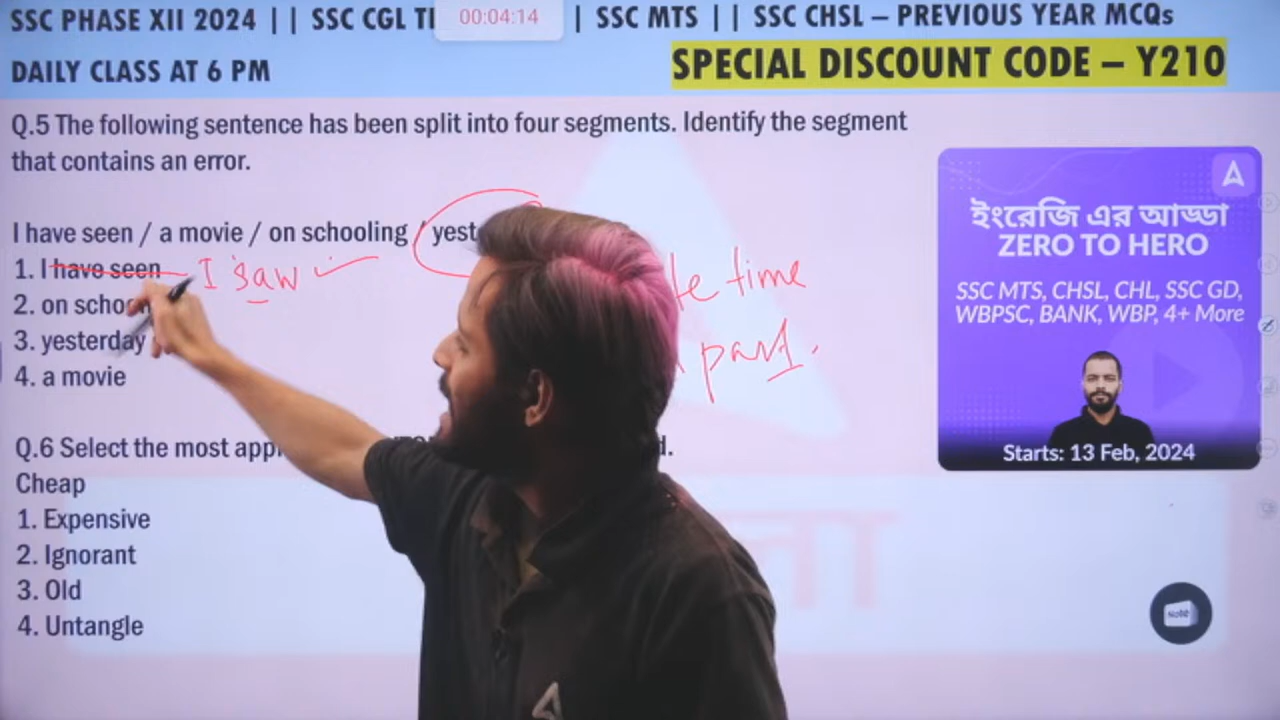 SSC PHASE XII 2024 || SSC CGL | SSC MTS || SSC CHSL – PREVIOUS YEAR MCQs
00:04:14
DAILY CLASS AT 6 PM
SPECIAL DISCOUNT CODE – Y210
Q.5 The following sentence has been split into four segments. Identify the segment
that contains an error.
I have seen / a movie / on schooling /
1. I have seen
I saw
2. on
3. yesterday
4. a movie
time
past.
Q.6 Select the most
Cheap
1. Expensive
2. Ignorant
3. Old
4. Untangle
ইংরেজি এর আড্ডা
ZERO TO HERO
SSC MTS, CHSL, CHL, SSC GD,
WBPSC, BANK, WBP, 4+ More
Starts: 13 Feb, 2024
Note